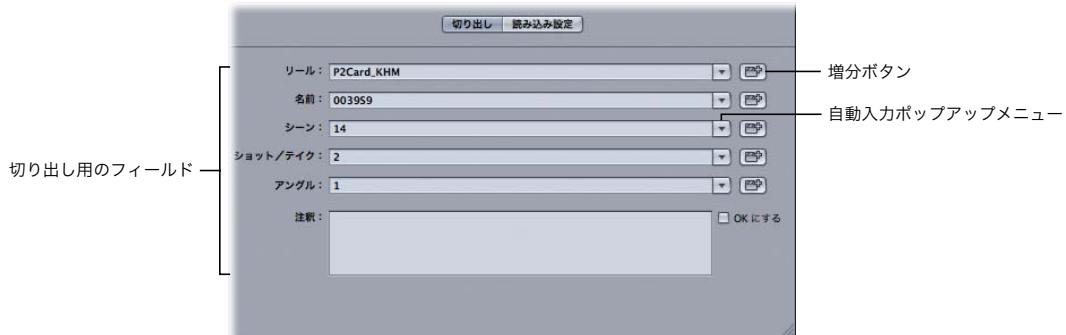 切り出し 読み込み設定
リール： P2Card_KHM
増分ボタン
名前： 0039S9
自動入力ポップアップメニュー
シーン： 14
切り出し用のフィールド
ショット／テイク： 2
アングル： 1
注釈：
OK にする